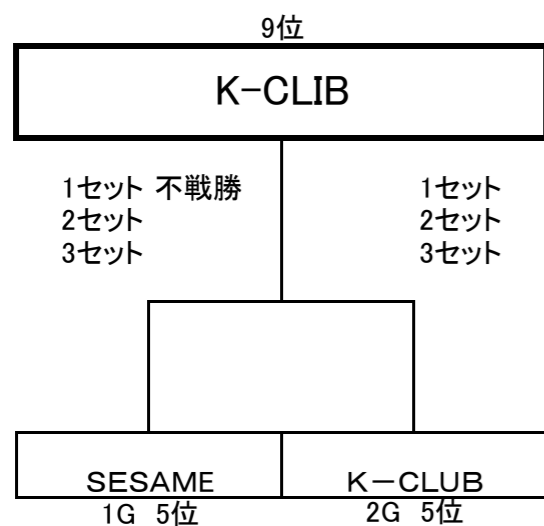 9位
K-CLIB
1セット 不戦勝 1セット
2セット 2セット
3セット 3セット
SESAME K－CLUB
1G 5位 2G 5位